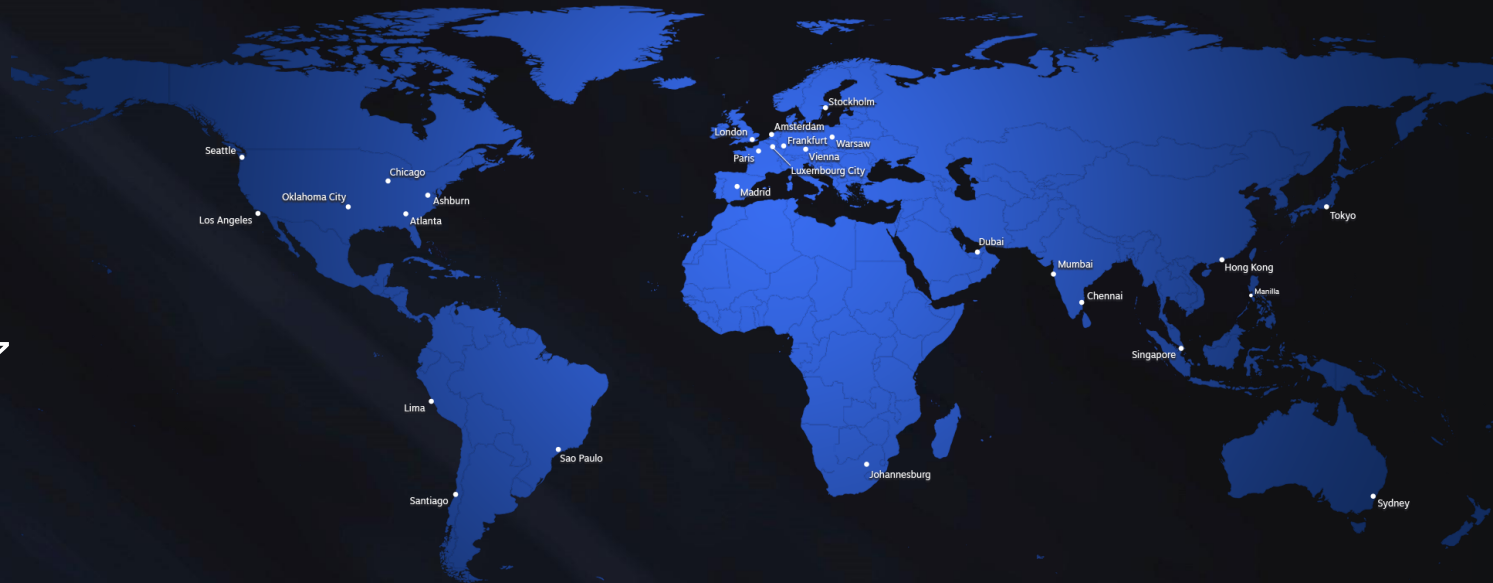 Stockholm
Amsterdam
London
Frankfurt
Warsaw
Seattle
Paris
Vienna
Luxembourg City
Chicago
Madrid
Oklahoma City
Ashburn
Los Angeles
Atlanta
Tokyo
Dubai
Mumbai
Hong Kong
Manilla
Chennai
Singapore
Lima
Sao Paulo
Johannesburg
Santiago
Sydney